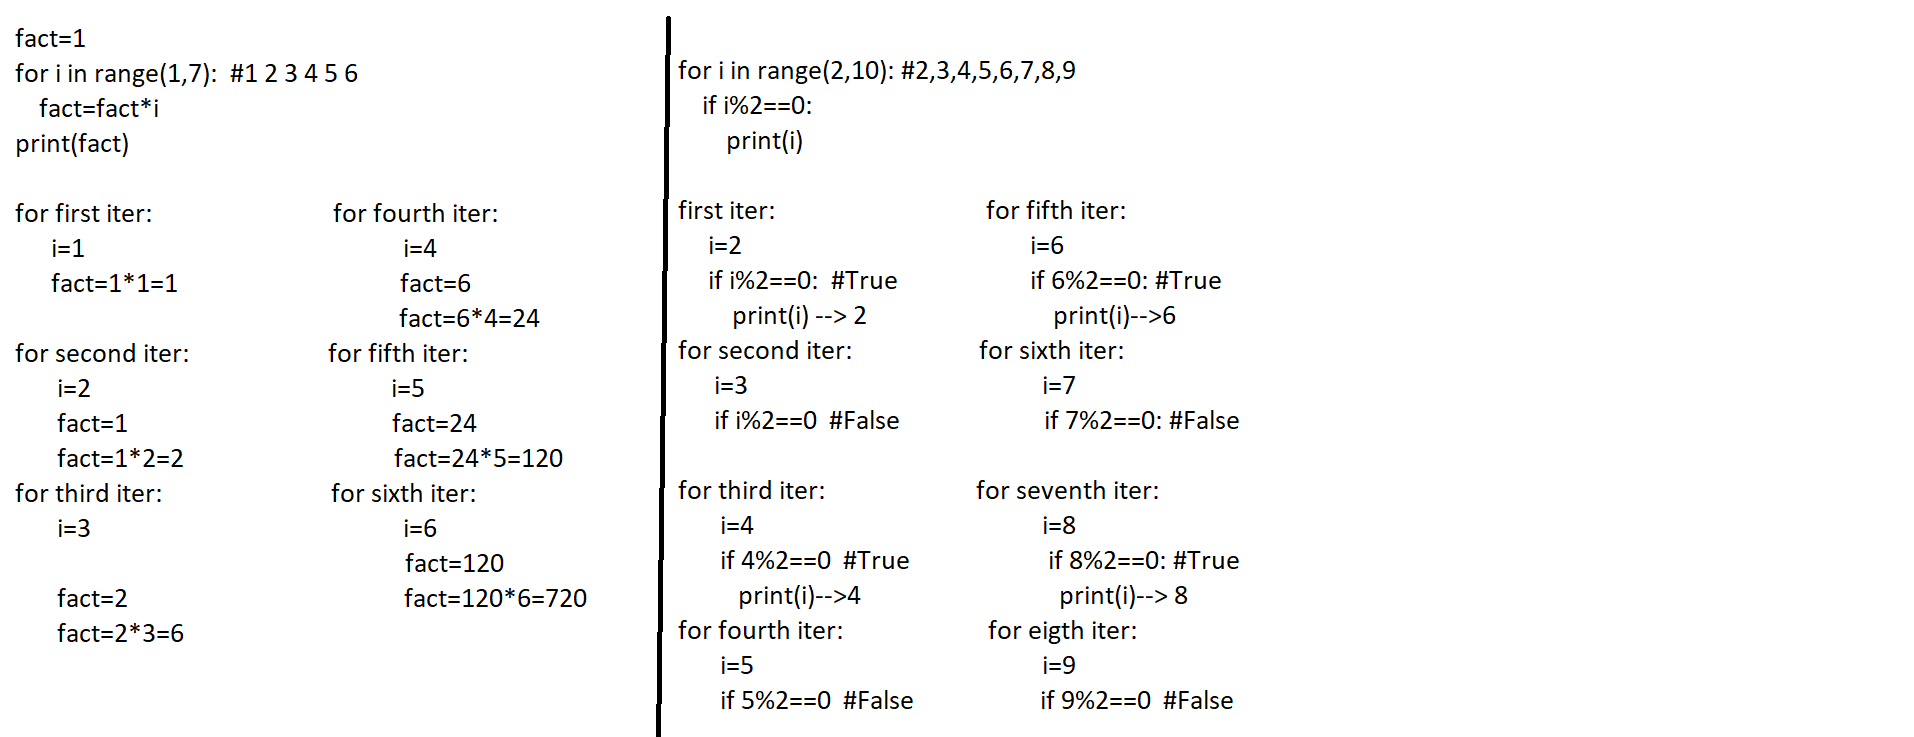 fact=1
for i in range(1,7):  #1 2 3 4 5 6
fact=fact*i
print(fact)
for first iter:
i=1
fact=1*1=1
for second iter:
i=2
fact=1
fact=1*2=2
for third iter:
i=3
fact=2
fact=2*3=6
for fourth iter:
i=4
fact=6
fact=6*4=24
for fifth iter:
i=5
fact=24
fact=24*5=120
for sixth iter:
i=6
fact=120
fact=120*6=720
for i in range(2,10): #2,3,4,5,6,7,8,9
if i%2==0:
print(i)
first iter:
i=2
if i%2==0:  #True
print(i) --> 2
for second iter:
i=3
if i%2==0  #False
for third iter:
i=4
if 4%2==0  #True
print(i)-->4
for fourth iter:
i=5
if 5%2==0  #False
for fifth iter:
i=6
if 6%2==0: #True
print(i)-->6
for sixth iter:
i=7
if 7%2==0: #False
for seventh iter:
i=8
if 8%2==0: #True
print(i)--> 8
for eigth iter:
i=9
if 9%2==0  #False